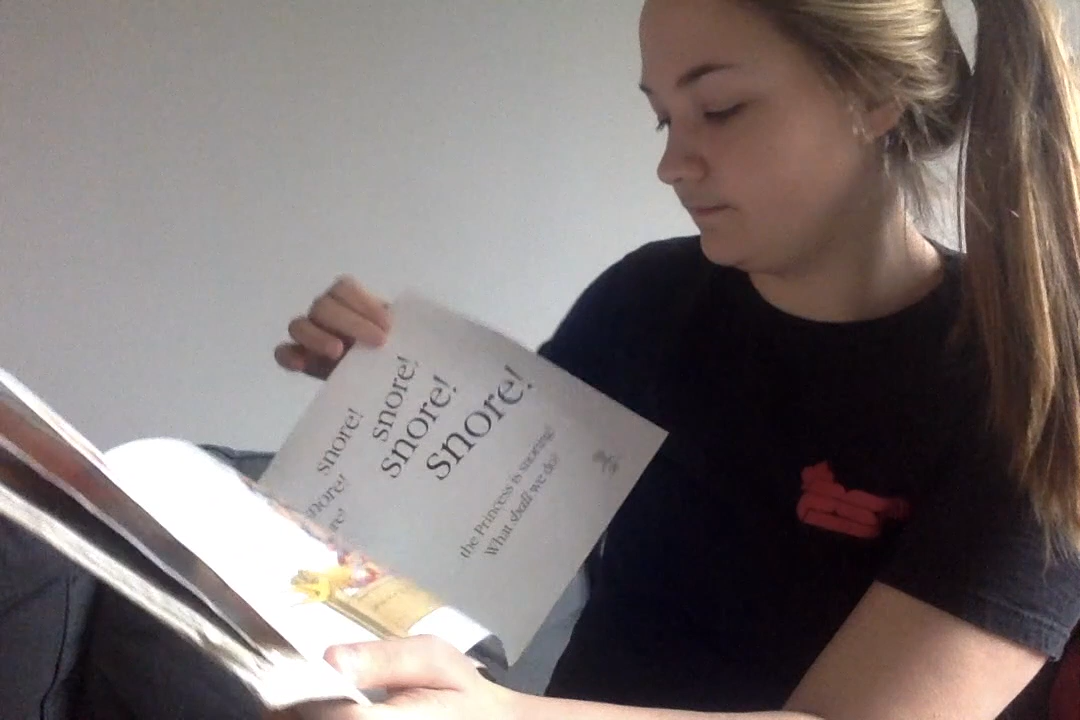 snore!
snore!
snore!
snore!
snore!
the Princess is snoring!
What shall we do?